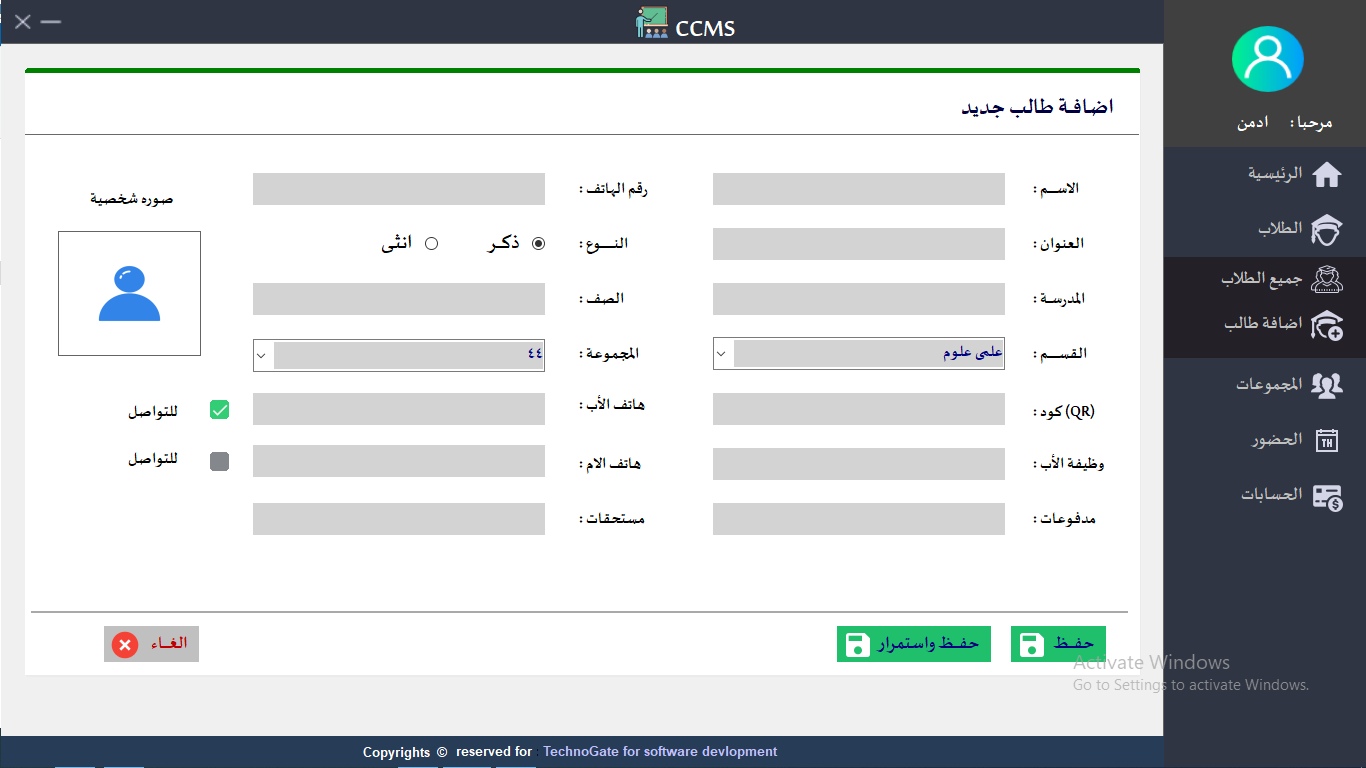 CCMS
مرحبا: ادمن
الرئيسية
الطلاب
جميع الطلاب
اضافة طالب
المجموعات
الحضور
TH
الحسابات
اضافـة طالب جديد
الاســم :
رقم الهاتف :
صوره شخصية
العنوان :
النــوع :
ذكـر
انثى
المدرسـة :
الصف :
القســم :
علمى علوم
المجموعة :
٤٤
(QR) كود :
هاتف الأب :
للتواصل
وظيفة الأب :
هاتف الام :
للتواصل
مدفوعات :
مستحقات :
حفـظ
حفـظ واستمرار
الغـاء
Activate Windows
Go to Settings to activate Windows.
Copyrights © reserved for : TechnoGate for software devlopment